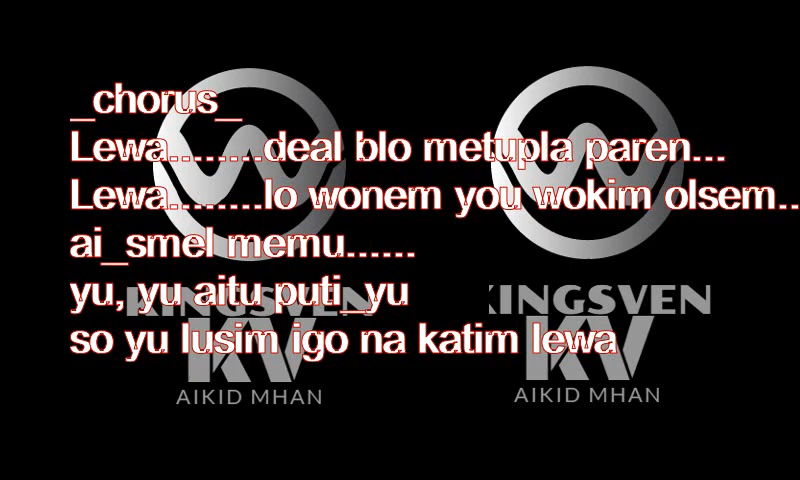 _chorus_
Lewa........deal blo metupla paren...
Lewa........lo wonem you wokim olsem..
ai_smel memu......
yu, yu aitu puti_yu
so yu lusim igo na katim lewa
KINGSVEN KINGSVEN
KV KV
AIKID MHAN AIKID MHAN